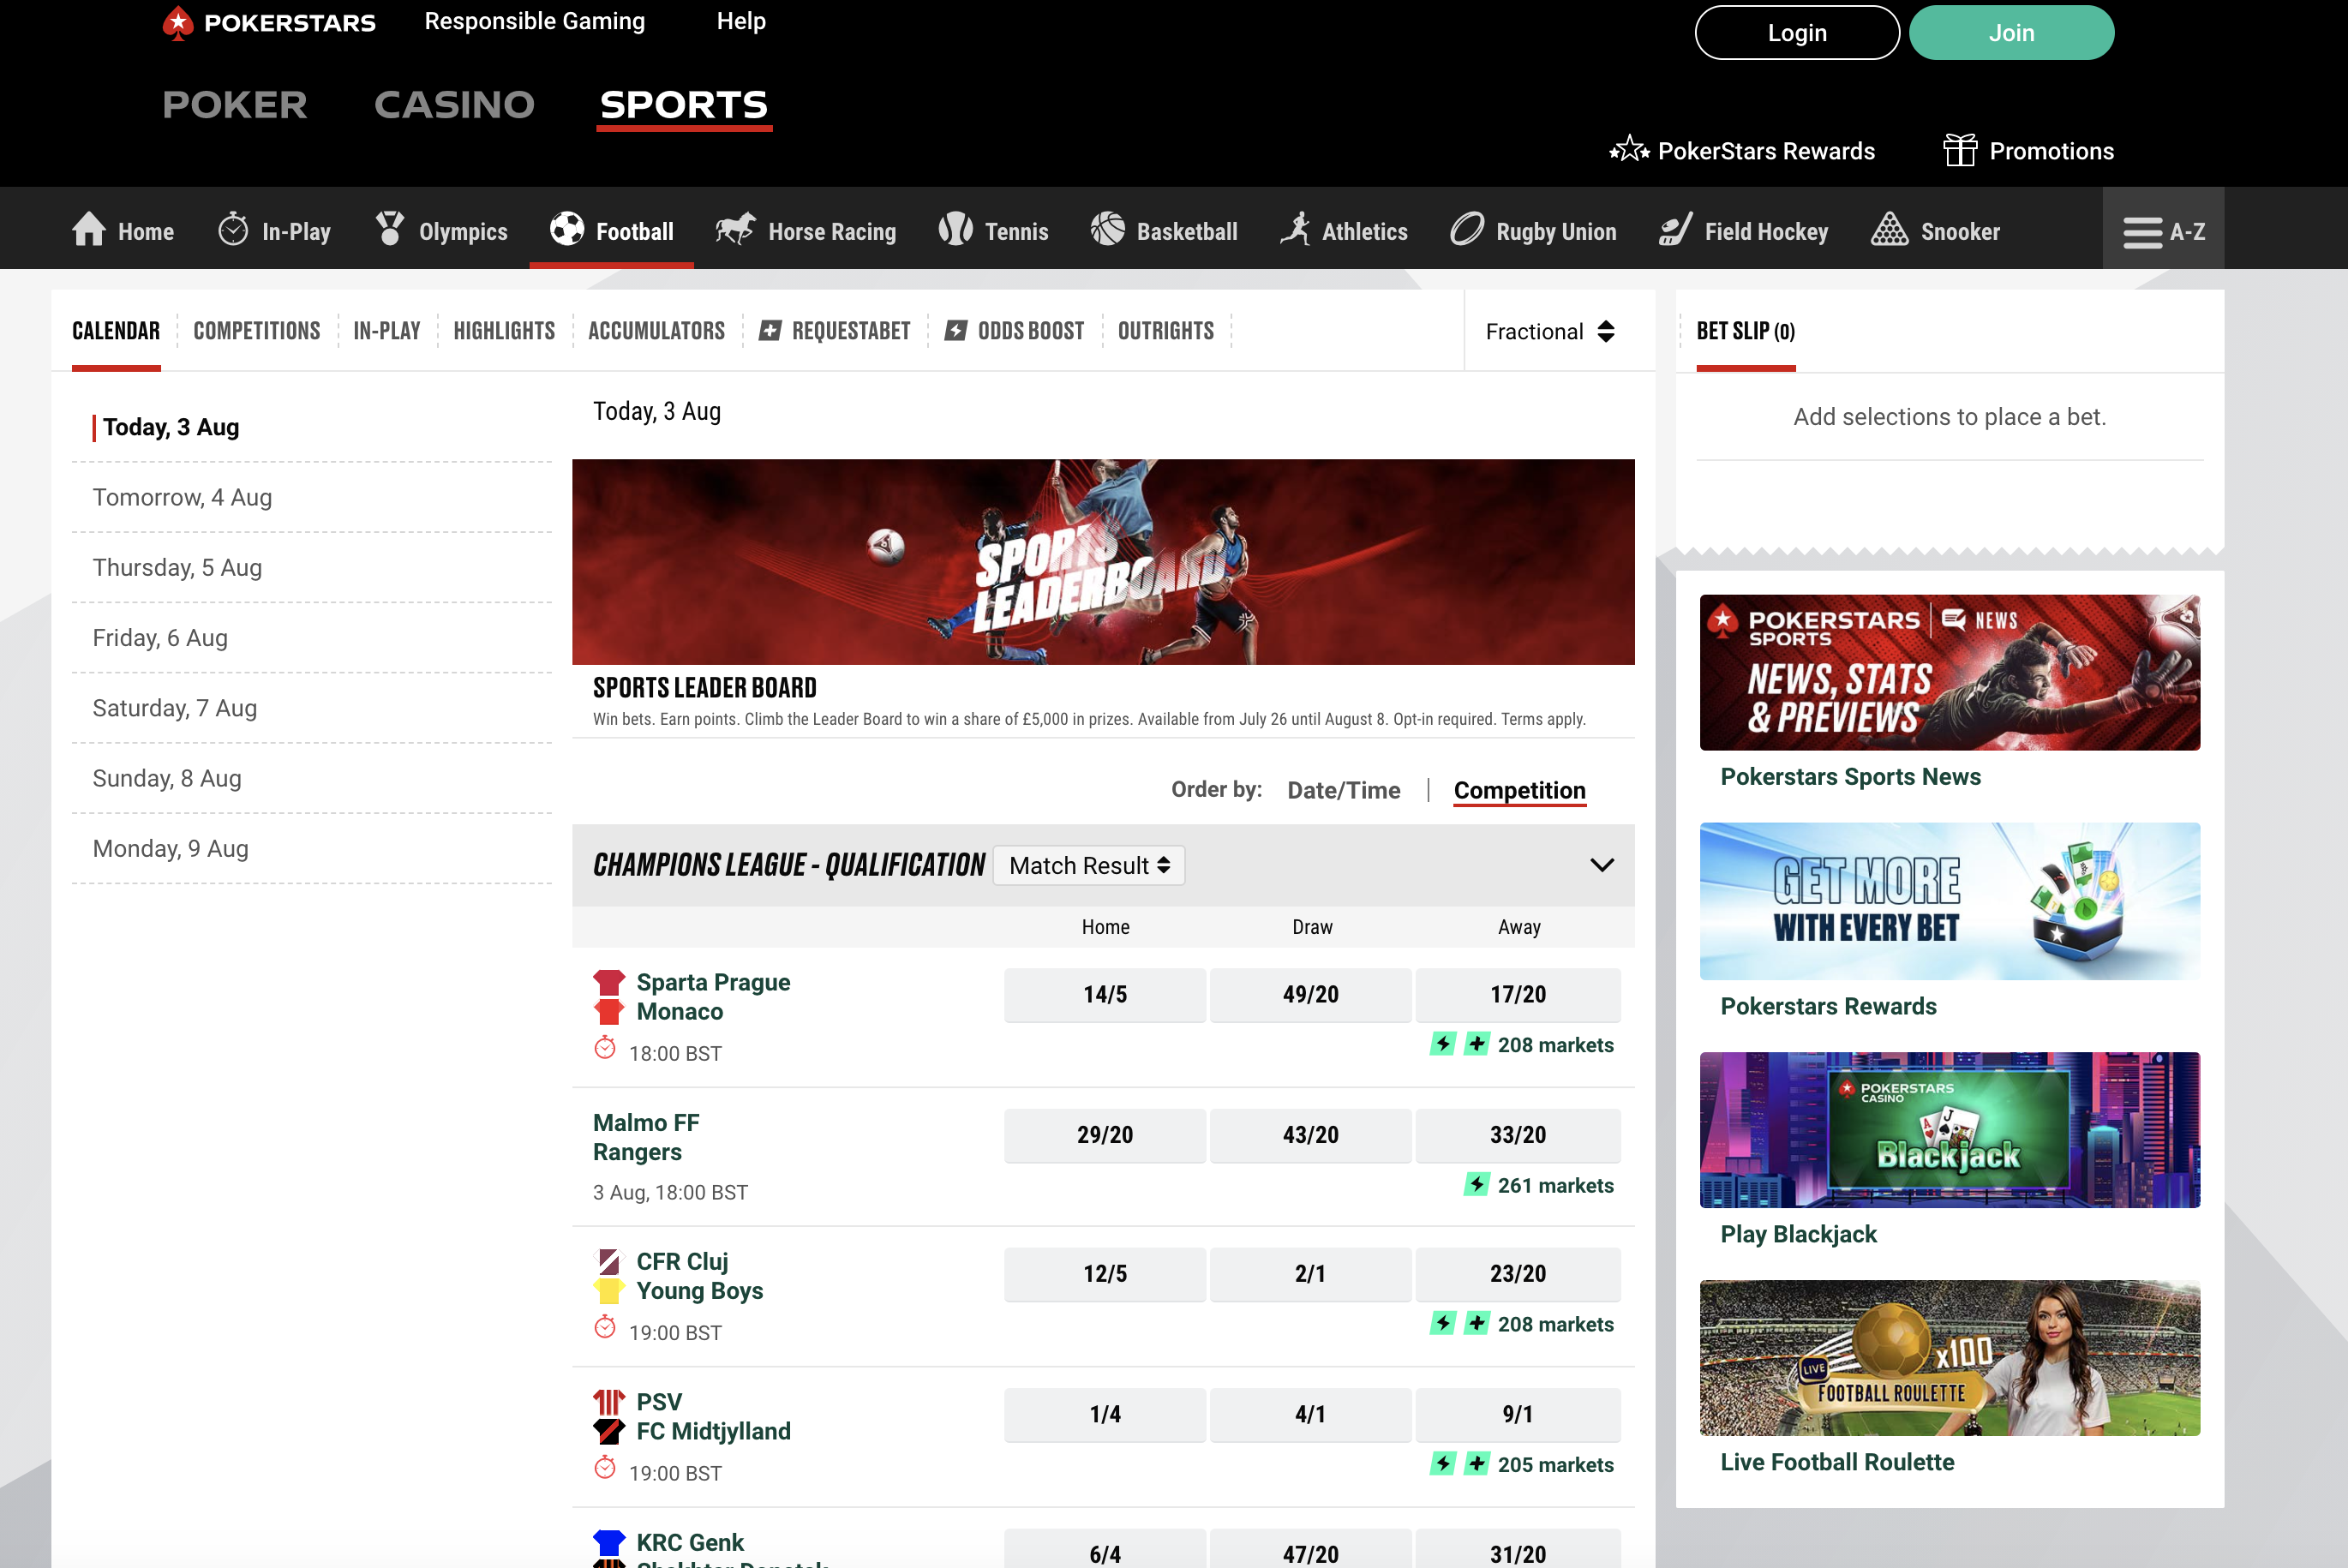 POKERSTARS Responsible Gaming Help Login Join
POKER CASINO SPORTS
PokerStars Rewards Promotions
Home In-Play Olympics Football Horse Racing Tennis Basketball Athletics Rugby Union Field Hockey Snooker A-Z
CALENDAR COMPETITIONS IN-PLAY HIGHLIGHTS ACCUMULATORS REQUESTABET ODDS BOOST OUTRIGHTS Fractional
Today, 3 Aug
Tomorrow, 4 Aug
Thursday, 5 Aug
Friday, 6 Aug
Saturday, 7 Aug
Sunday, 8 Aug
Monday, 9 Aug
Today, 3 Aug
SPORTS
LEADERBOARD
SPORTS LEADER BOARD
Win bets. Earn points. Climb the Leader Board to win a share of £5,000 in prizes. Available from July 26 until August 8. Opt-in required. Terms apply.
Order by: Date/Time | Competition
CHAMPIONS LEAGUE - QUALIFICATION Match Result
Home Draw Away
Sparta Prague
Monaco
14/5 49/20 17/20
18:00 BST
208 markets
Malmo FF
Rangers
29/20 43/20 33/20
3 Aug, 18:00 BST
261 markets
CFR Cluj
Young Boys
12/5 2/1 23/20
19:00 BST
208 markets
PSV
FC Midtjylland
1/4 4/1 9/1
19:00 BST
205 markets
KRC Genk
6/4 47/20 31/20
BET SLIP (0)
Add selections to place a bet.
POKERSTARS | NEWS
SPORTS
NEWS, STATS
& PREVIEWS
Pokerstars Sports News
GET MORE
WITH EVERY BET
Pokerstars Rewards
POKERSTARS
CASINO
A J
Blackjack
Play Blackjack
x100
LIVE
FOOTBALL ROULETTE
Live Football Roulette